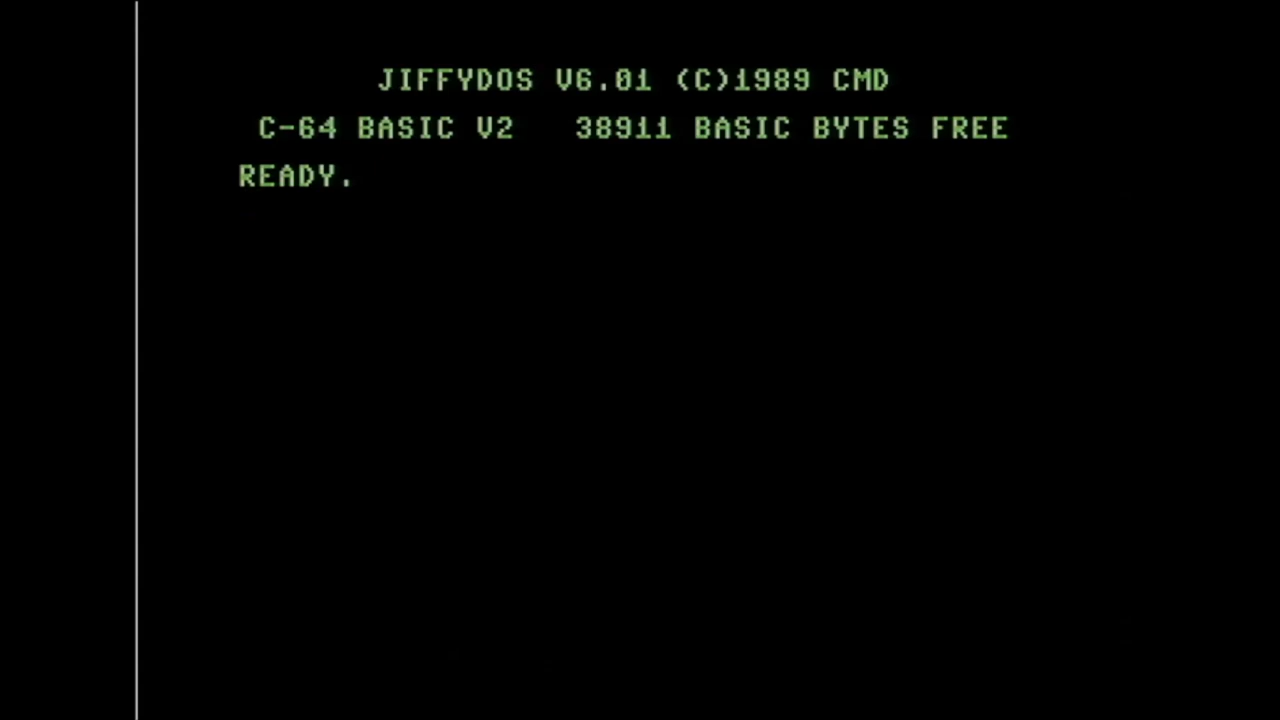 JIFFYDOS V6.01 (C)1989 CMD
C-64 BASIC V2   38911 BASIC BYTES FREE
READY.